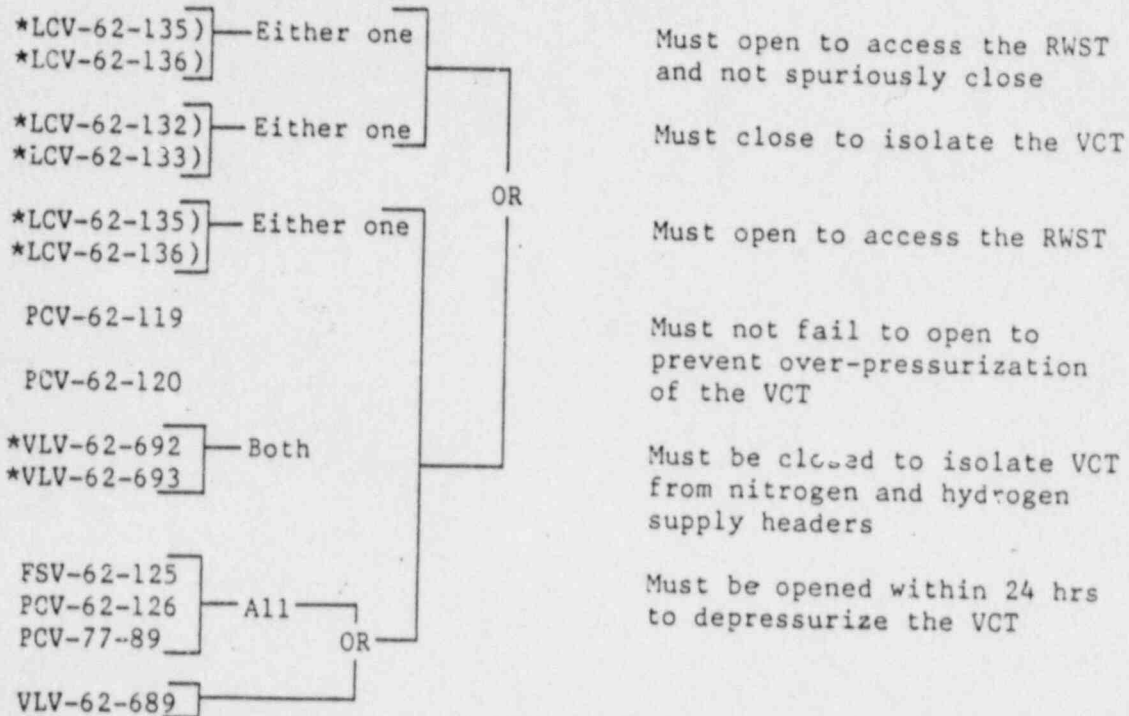 *LCV-62-135) Either one
*LCV-62-136)
Must open to access the RWST
and not spuriously close
*LCV-62-132) Either one
*LCV-62-133)
Must close to isolate the VCT
OR
*LCV-62-135) Either one
*LCV-62-136)
Must open to access the RWST
PCV-62-119
PCV-62-120
Must not fail to open to
prevent over-pressurization
of the VCT
*VLV-62-692 Both
*VLV-62-693
Must be closed to isolate VCT
from nitrogen and hydrogen
supply headers
FSV-62-125
PCV-62-126 All
PCV-77-89
OR
Must be opened within 24 hrs
to depressurize the VCT
VLV-62-689